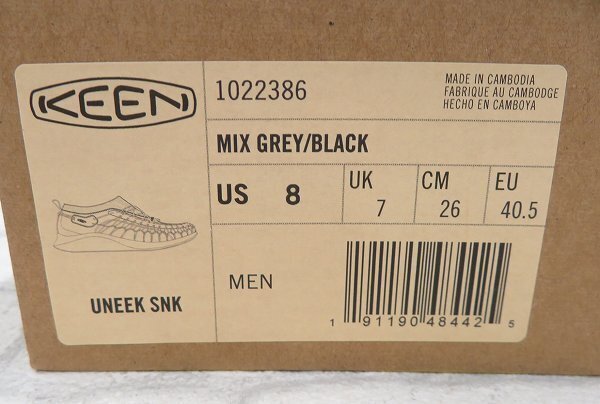 KEEN
1022386
MADE IN CAMBODIA
FABRIQUE AU CAMBODGE
HECHO EN CAMBOYA
MIX GREY/BLACK
US 8
UK 7
CM 26
EU 40.5
UNEEK SNK
MEN
1 91190 48442 5